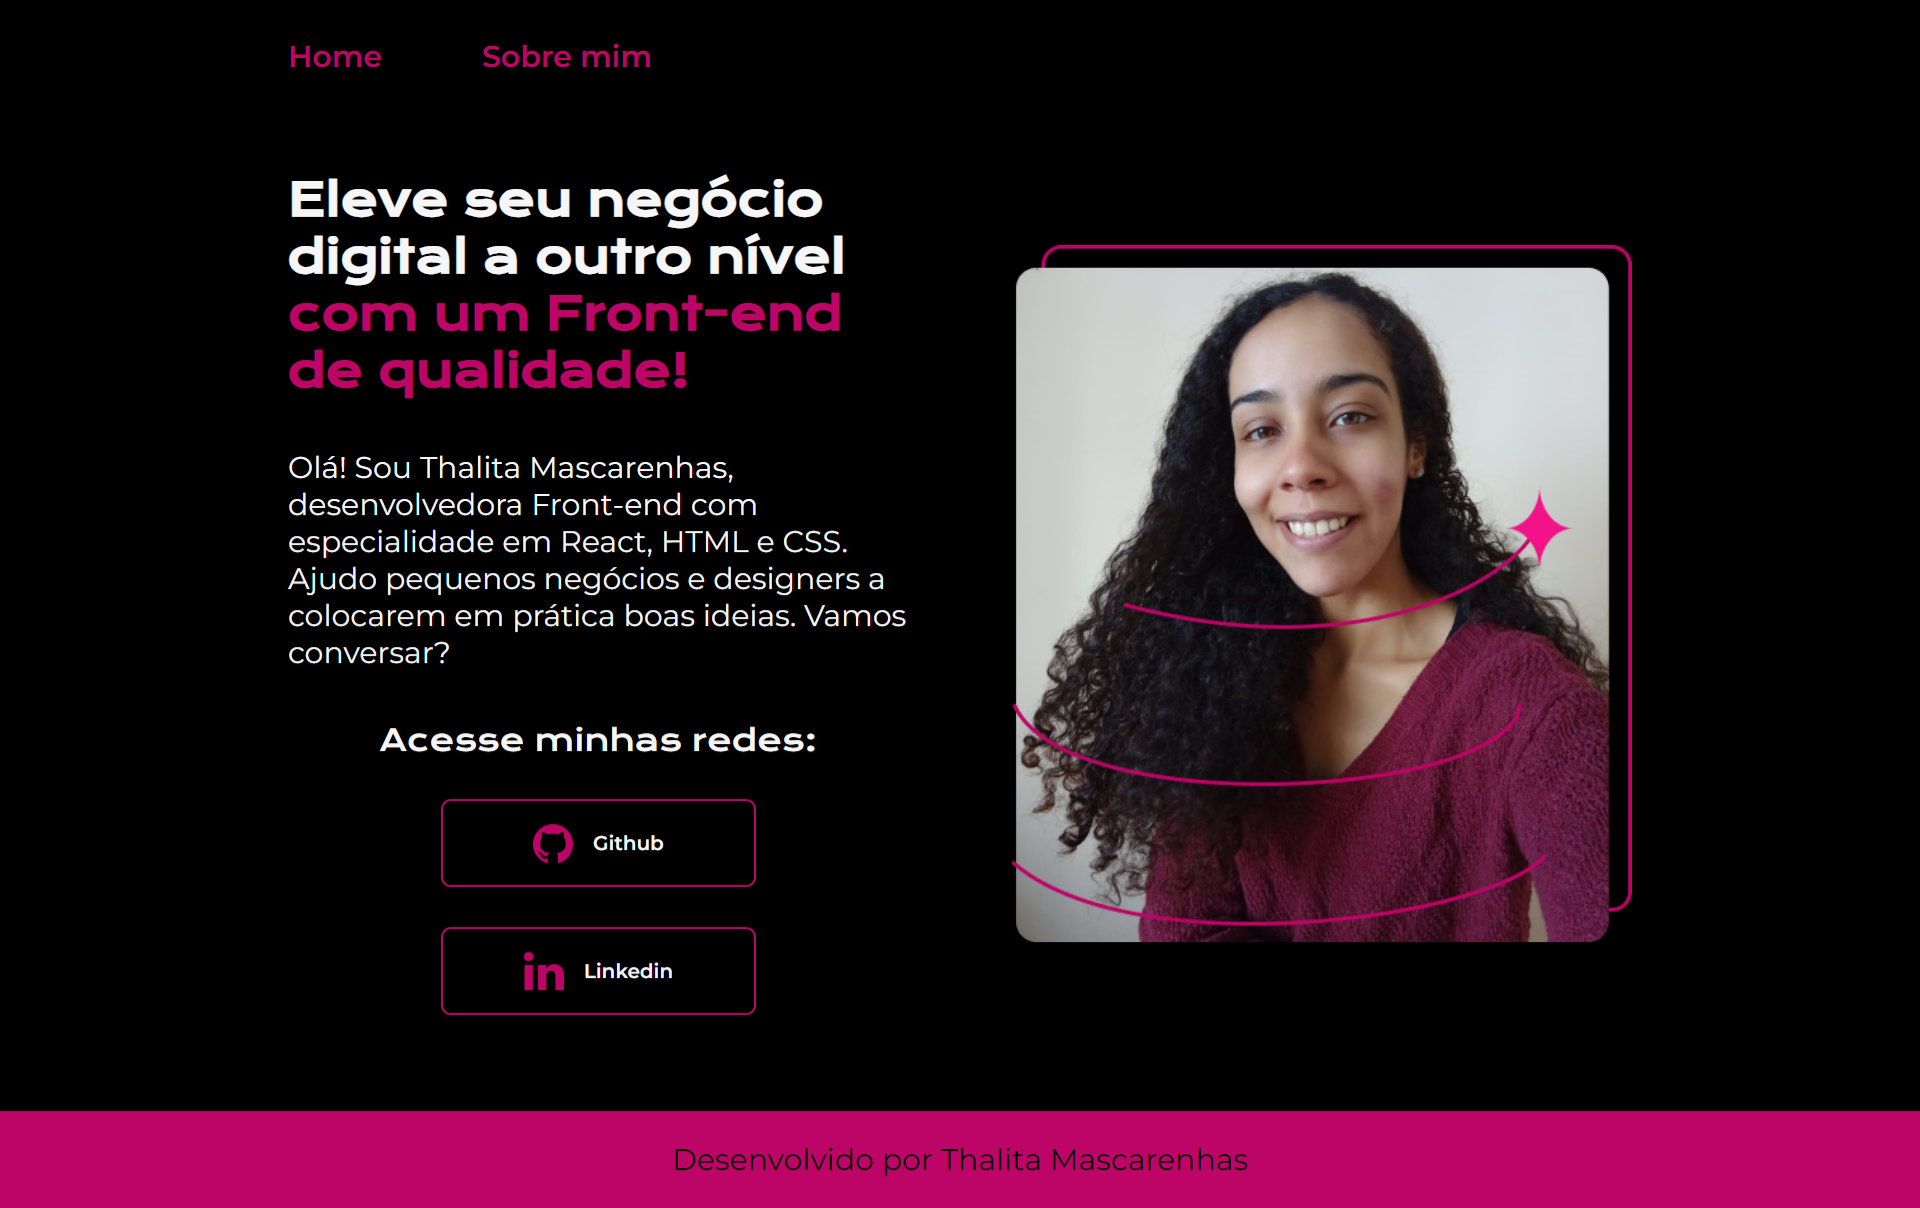 Home Sobre mim
Eleve seu negócio
digital a outro nível
com um Front-end
de qualidade!
Olá! Sou Thalita Mascarenhas,
desenvolvedora Front-end com
especialidade em React, HTML e CSS.
Ajudo pequenos negócios e designers a
colocarem em prática boas ideias. Vamos
conversar?
Acesse minhas redes:
Github
in Linkedin
Desenvolvido por Thalita Mascarenhas